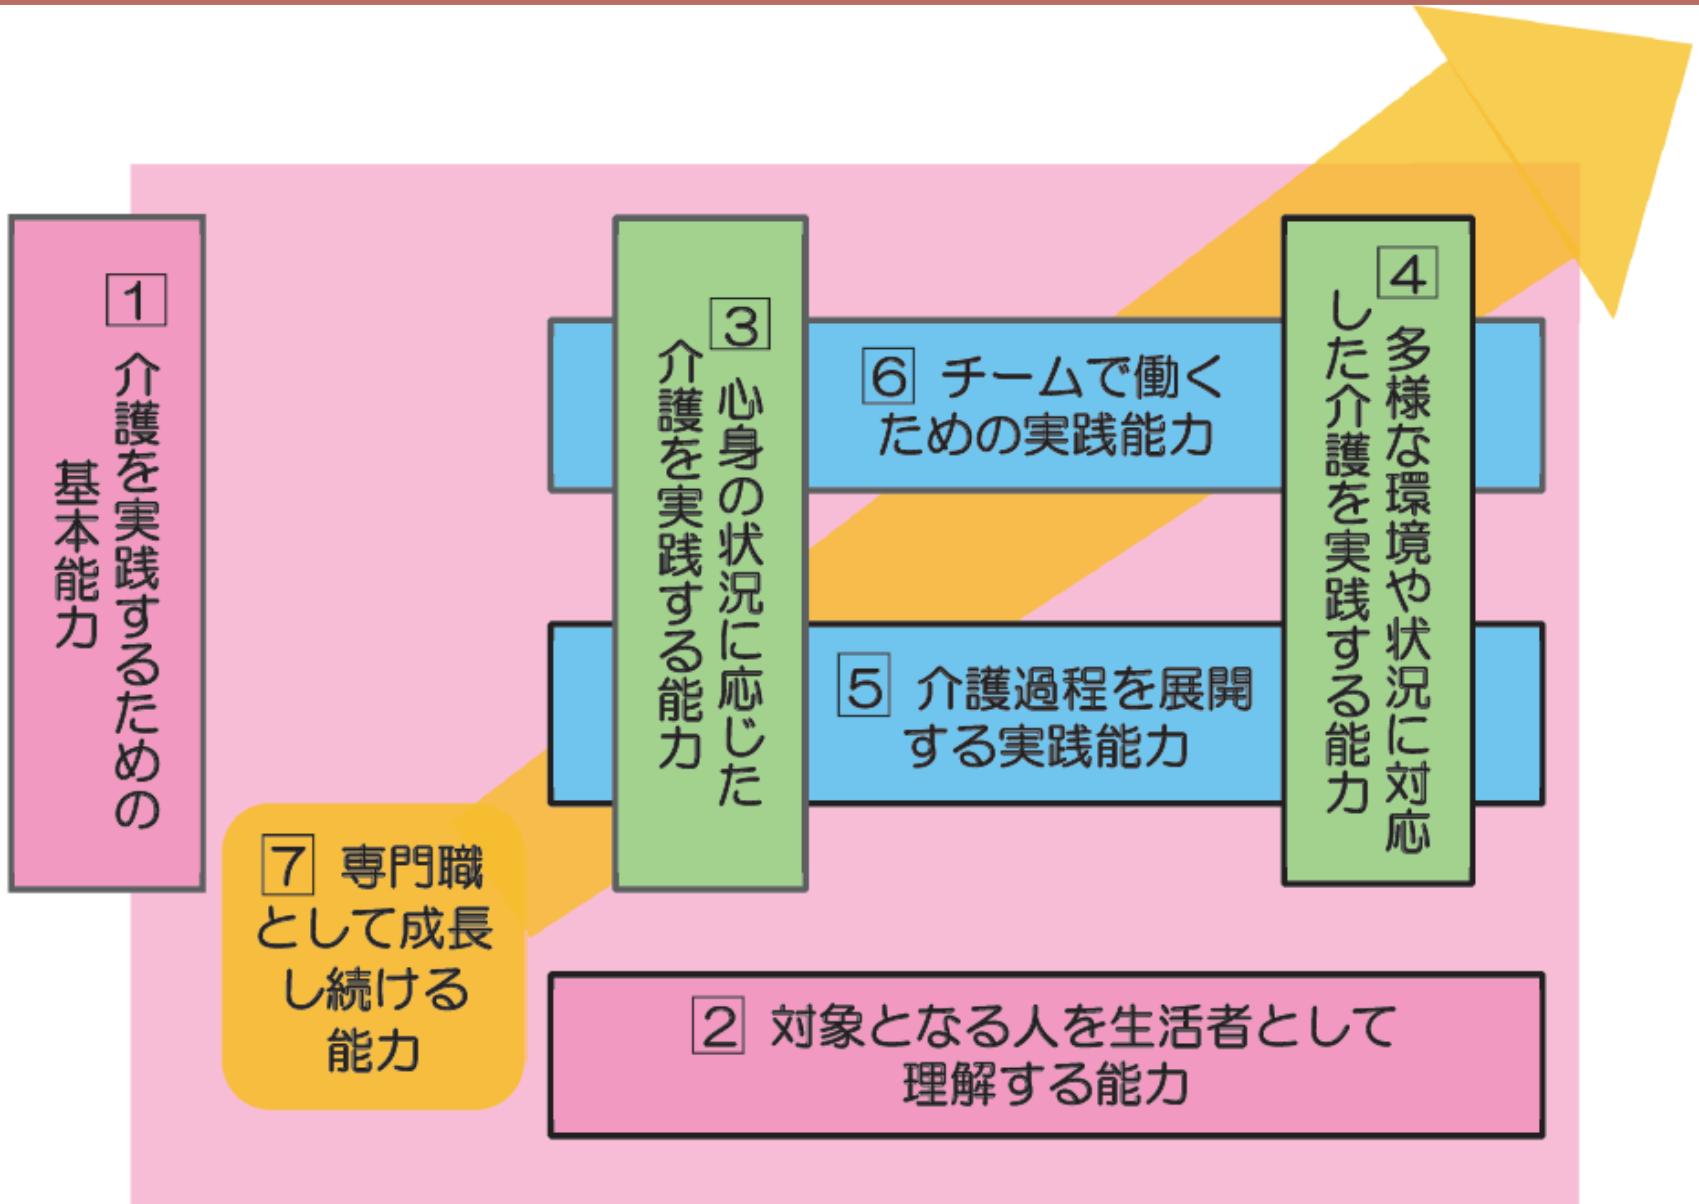 1 介護を実践するための
基本能力
2 対象となる人を生活者として
理解する能力
3 心身の状況に応じた
介護を実践する能力
4 多様な環境や状況に対応
した介護を実践する能力
5 介護過程を展開
する実践能力
6 チームで働く
ための実践能力
7 専門職
として成長
し続ける
能力